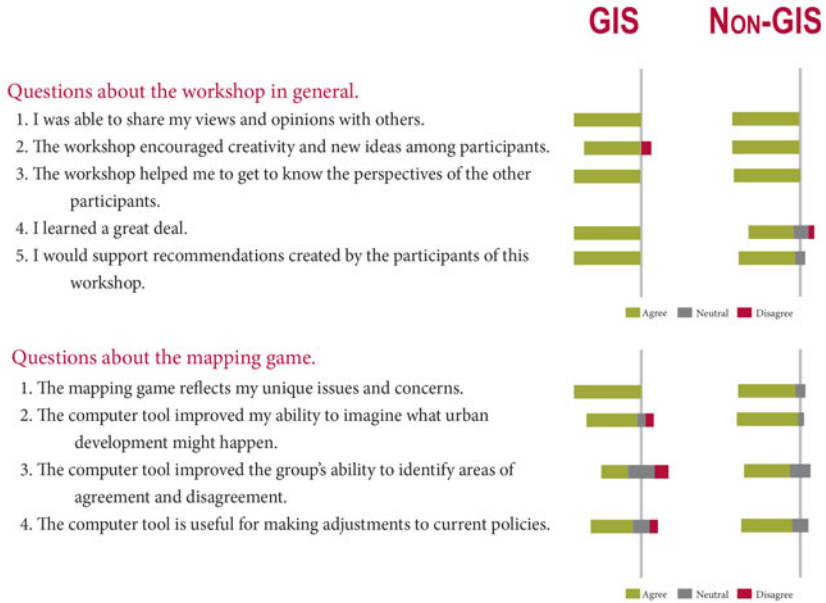 GIS NON-GIS
Questions about the workshop in general.
1. I was able to share my views and opinions with others.
2. The workshop encouraged creativity and new ideas among participants.
3. The workshop helped me to get to know the perspectives of the other
participants.
4. I learned a great deal.
5. I would support recommendations created by the participants of this
workshop.
Agree Neutral Disagree
Questions about the mapping game.
1. The mapping game reflects my unique issues and concerns.
2. The computer tool improved my ability to imagine what urban
development might happen.
3. The computer tool improved the group's ability to identify areas of
agreement and disagreement.
4. The computer tool is useful for making adjustments to current policies.
Agree Neutral Disagree